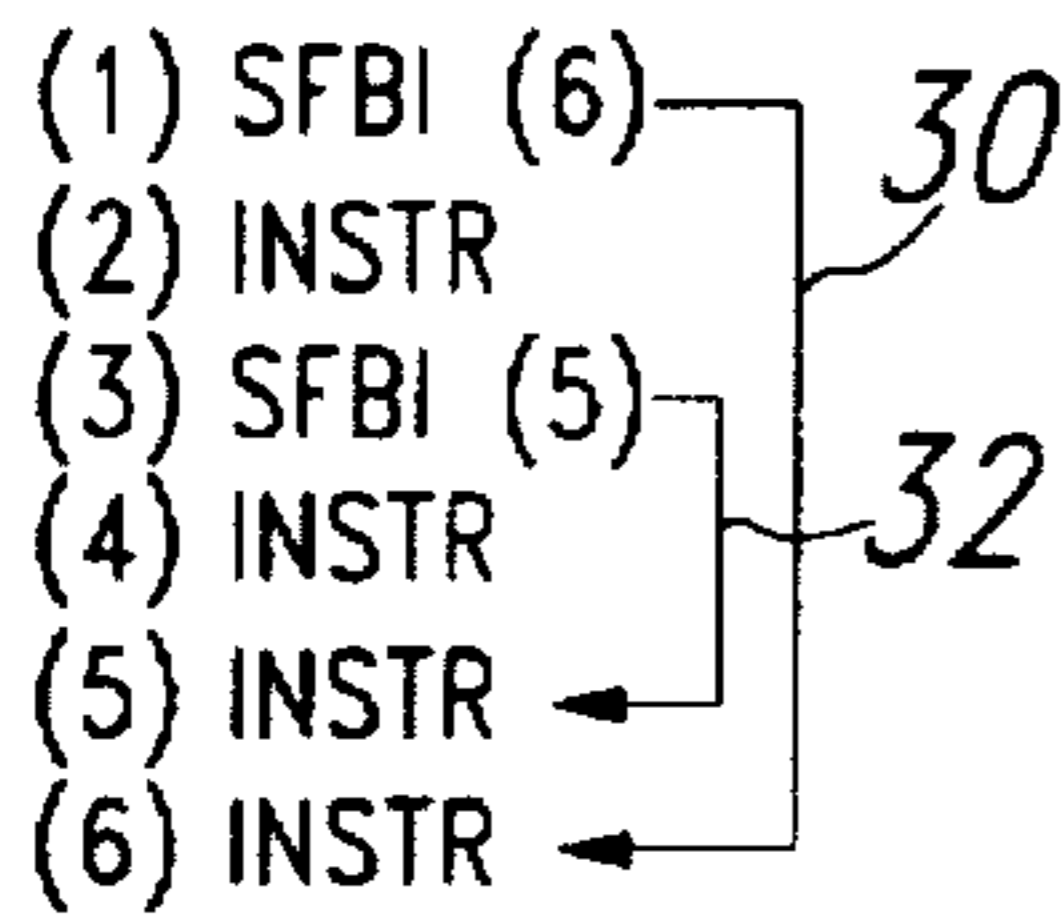 (1) SFBI (6)
30
(2) INSTR
(3) SFBI (5)
32
(4) INSTR
(5) INSTR
(6) INSTR